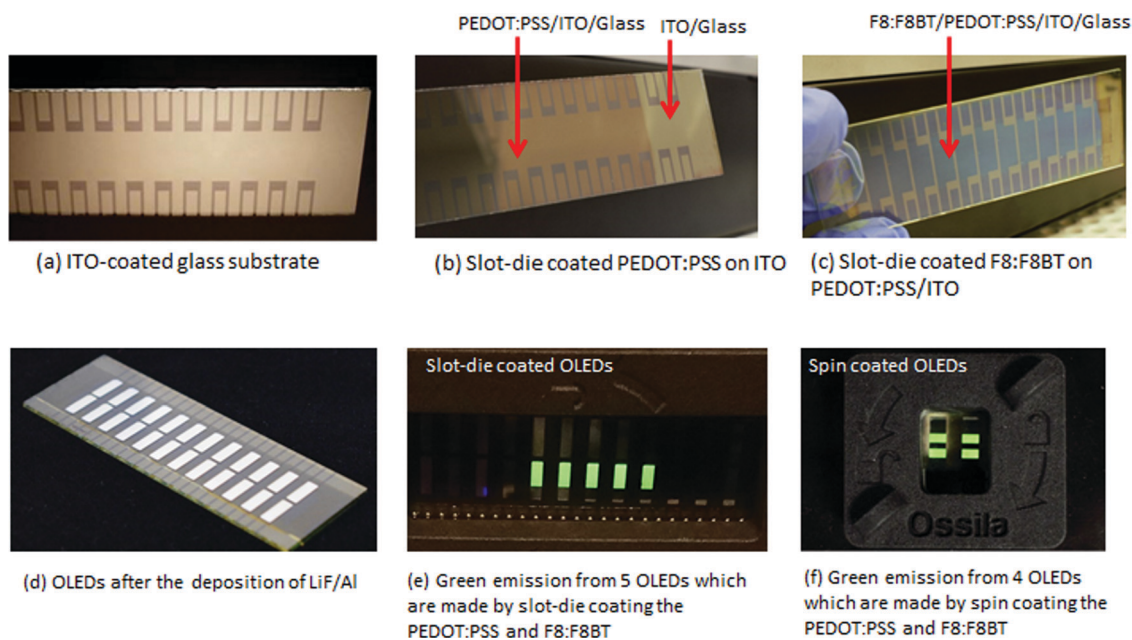 PEDOT:PSS/ITO/Glass
ITO/Glass
F8:F8BT/PEDOT:PSS/ITO/Glass
(a) ITO-coated glass substrate
(b) Slot-die coated PEDOT:PSS on ITO
(c) Slot-die coated F8:F8BT on
PEDOT:PSS/ITO
Slot-die coated OLEDs
Spin coated OLEDs
Ossila
(d) OLEDs after the deposition of LiF/Al
(e) Green emission from 5 OLEDs which
are made by slot-die coating the
PEDOT:PSS and F8:F8BT
(f) Green emission from 4 OLEDs
which are made by spin coating the
PEDOT:PSS and F8:F8BT